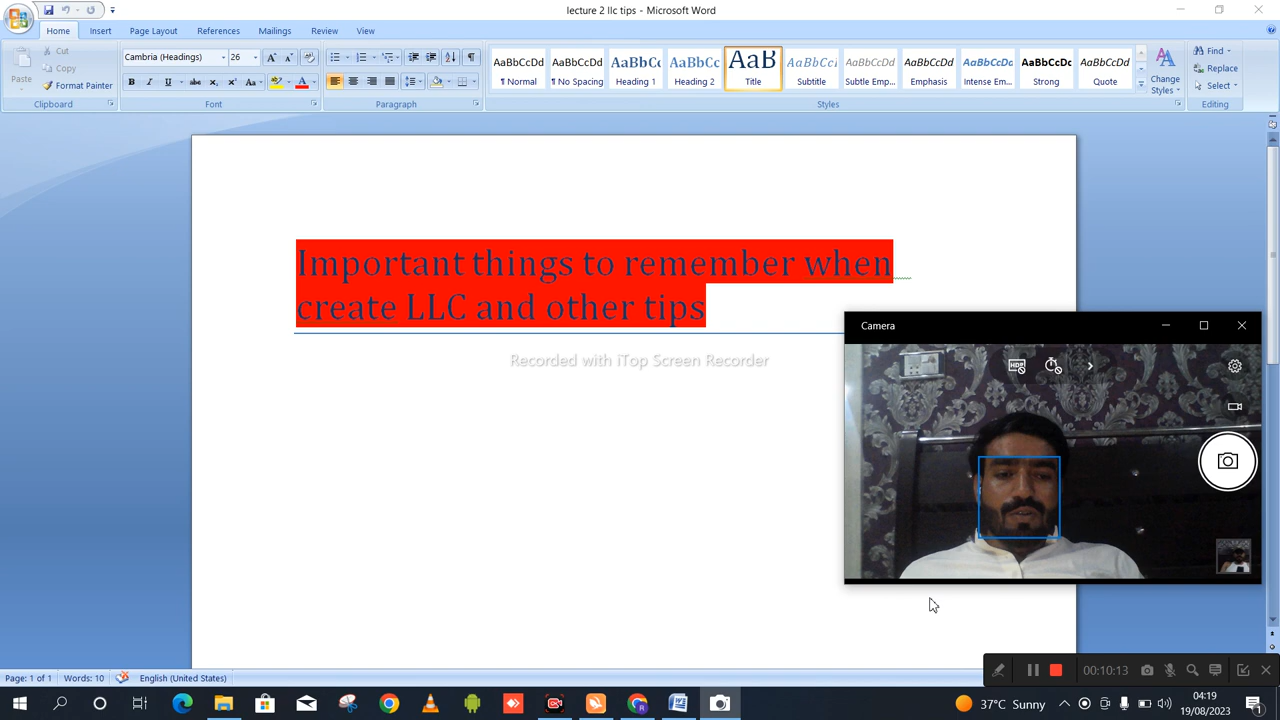 lecture 2 llc tips - Microsoft Word
Home Insert Page Layout References Mailings Review View
Paste
Cut
Copy
Format Painter
Clipboard
Cambria (Headings) 26
Font
Paragraph
AaBbCcDd AaBbCcDd AaBbCc AaBbCc AaB AaBbCcDd AaBbCcDd AaBbCcDd AaBbCcDd AaBbCcDd AaBbCcDd
¶ Normal ¶ No Spacing Heading 1 Heading 2 Title Subtitle Subtle Emp... Emphasis Intense Em... Strong Quote
Change
Styles
Styles
Find
Replace
Select
Editing
Important things to remember when
create LLC and other tips
Recorded with iTop Screen Recorder
Camera
00:10:13
Page: 1 of 1 Words: 10 English (United States)
37°C Sunny
04:19
19/08/2023